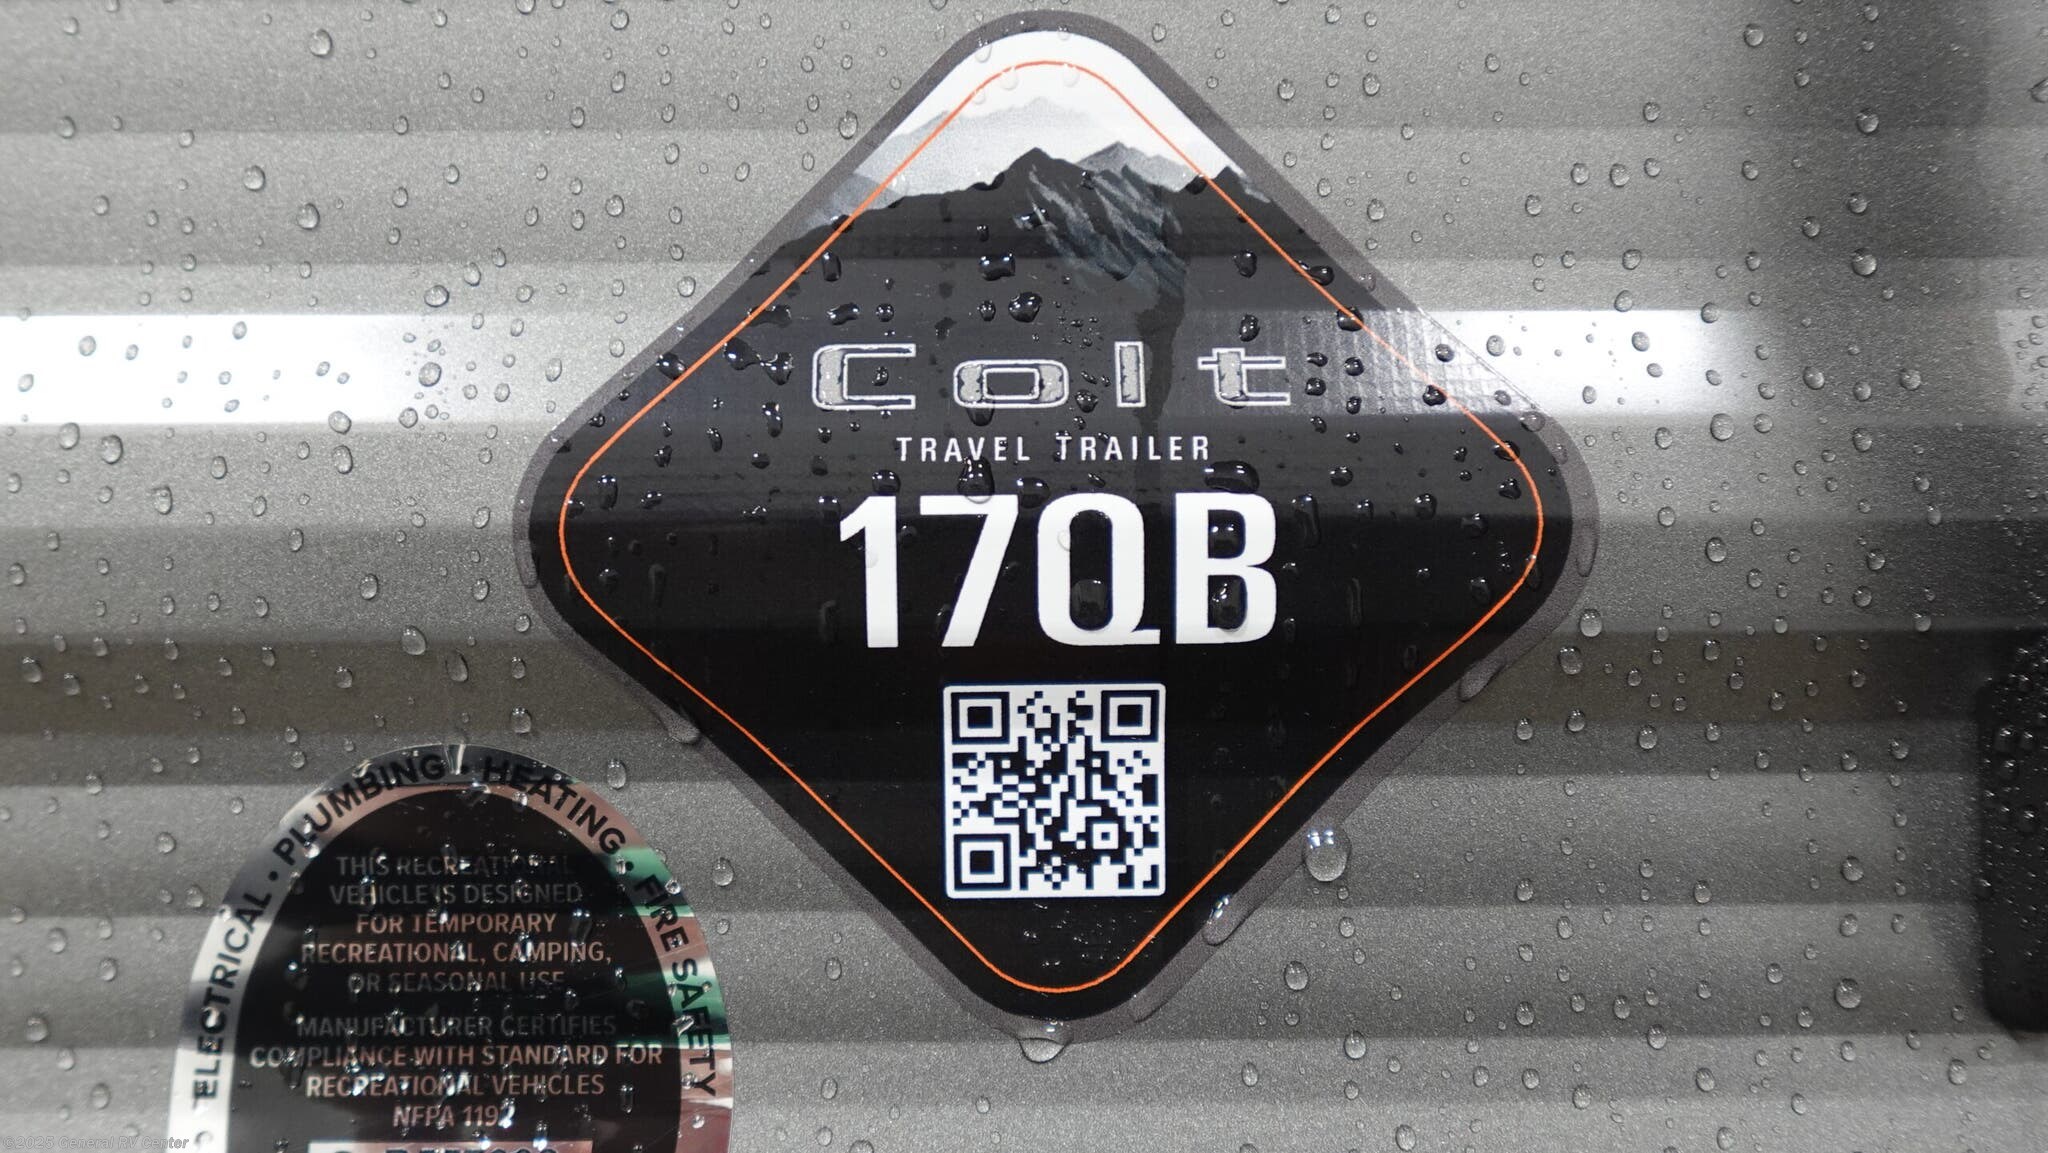 Colt
TRAVEL TRAILER
17QB
ELECTRICAL • PLUMBING • HEATING • FIRE SAFETY
THIS RECREATIONAL
VEHICLE IS DESIGNED
FOR TEMPORARY
RECREATIONAL, CAMPING,
OR SEASONAL USE
MANUFACTURER CERTIFIES
COMPLIANCE WITH STANDARD FOR
RECREATIONAL VEHICLES
NFPA 1192
©2025 General RV Center